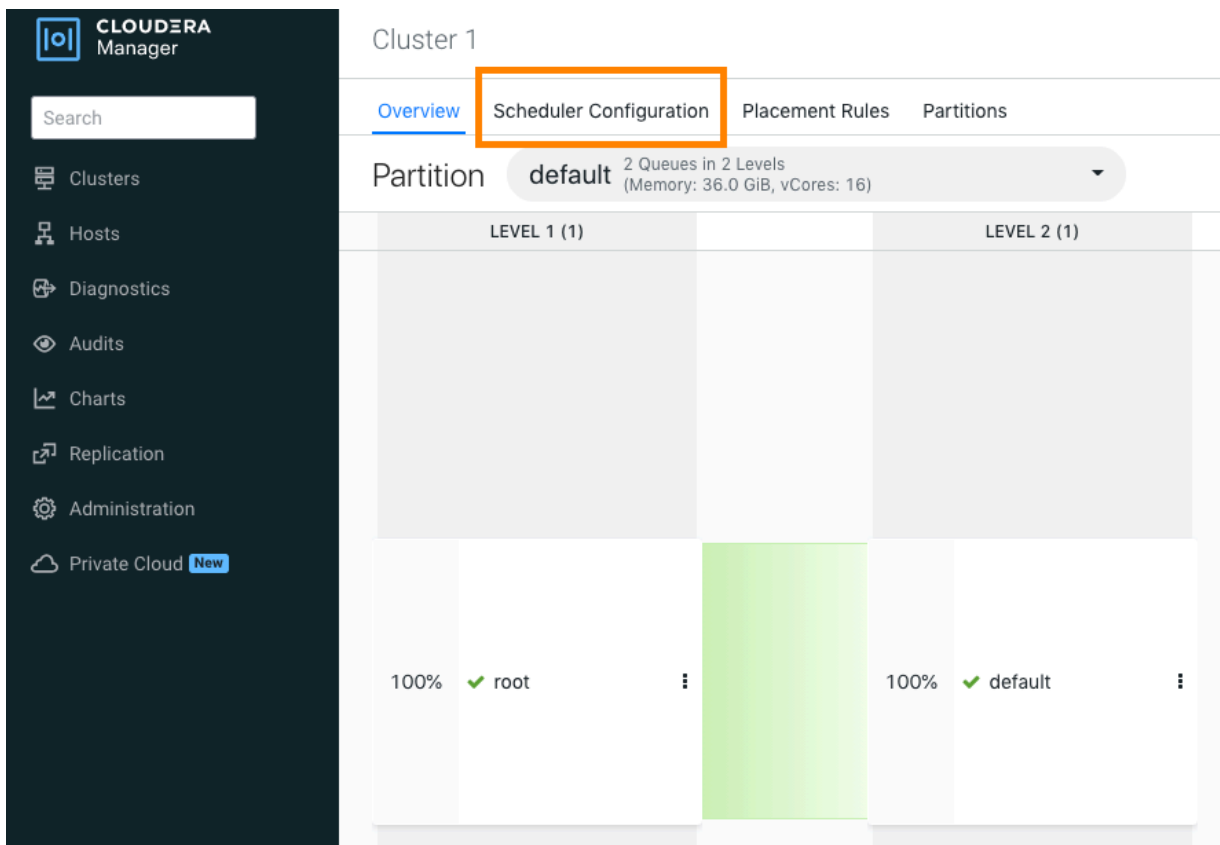 CLOUDERA
Manager
Search
Clusters
Hosts
Diagnostics
Audits
Charts
Replication
Administration
Private Cloud New
Cluster 1
Overview Scheduler Configuration Placement Rules Partitions
Partition default 2 Queues in 2 Levels
(Memory: 36.0 GiB, vCores: 16)
LEVEL 1 (1) LEVEL 2 (1)
100% root 100% default